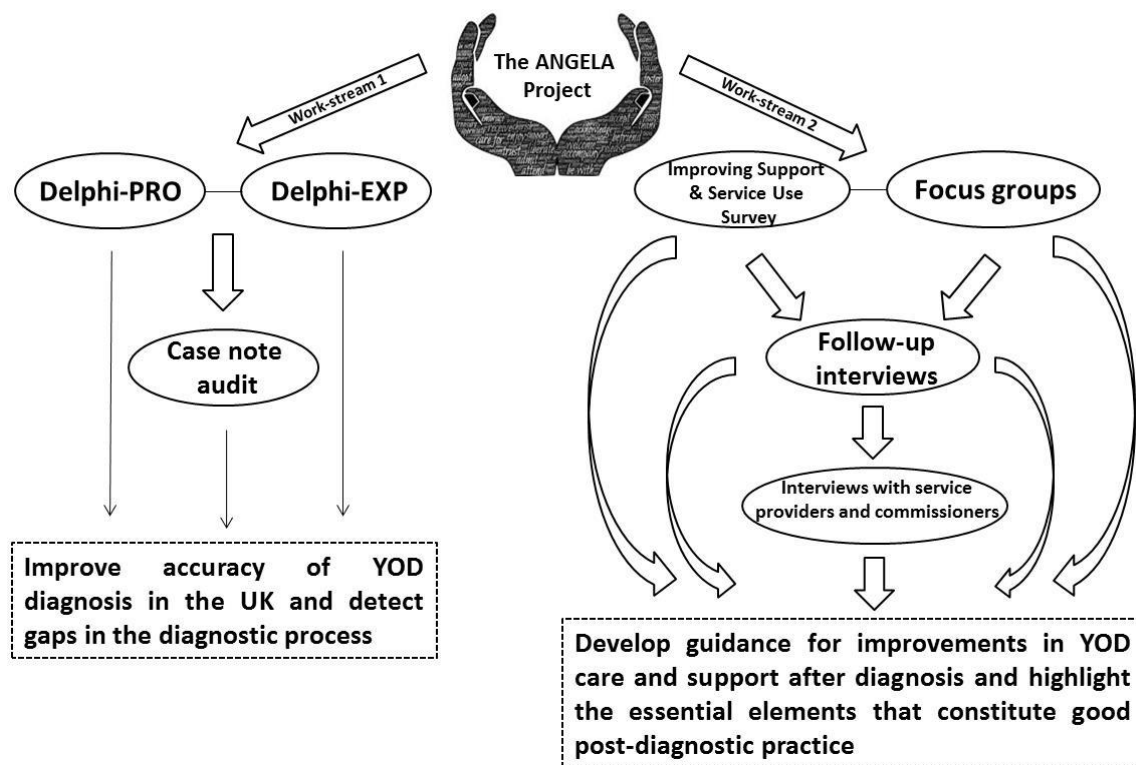 The ANGELA
Project
Work-stream 1
Work-stream 2
Delphi-PRO
Delphi-EXP
Case note
audit
Improve accuracy of YOD
diagnosis in the UK and detect
gaps in the diagnostic process
Improving Support
& Service Use
Survey
Focus groups
Follow-up
interviews
Interviews with service
providers and commissioners
Develop guidance for improvements in YOD
care and support after diagnosis and highlight
the essential elements that constitute good
post-diagnostic practice